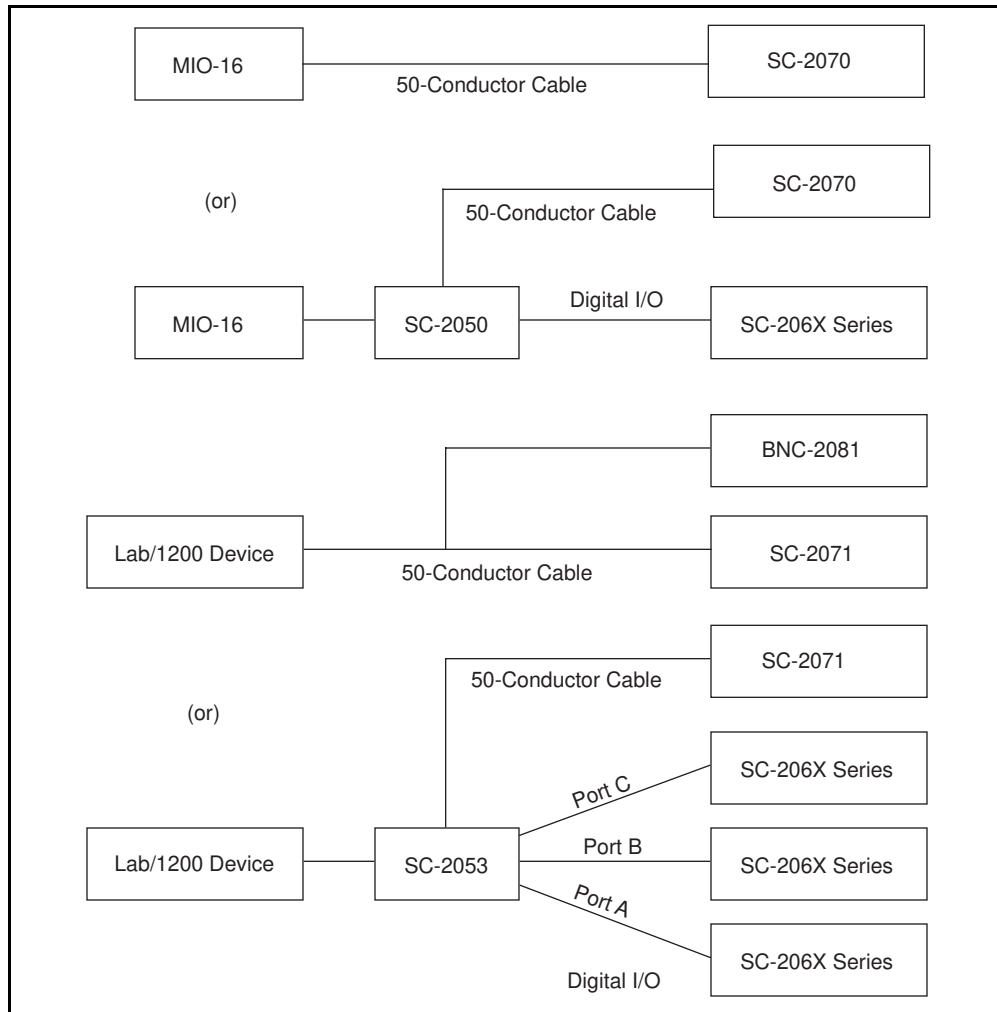 MIO-16
SC-2070
50-Conductor Cable
SC-2070
(or)
50-Conductor Cable
Digital I/O
MIO-16
SC-2050
SC-206X Series
BNC-2081
Lab/1200 Device
SC-2071
50-Conductor Cable
SC-2071
50-Conductor Cable
(or)
SC-206X Series
Port C
Port B
Lab/1200 Device
SC-2053
SC-206X Series
Port A
SC-206X Series
Digital I/O